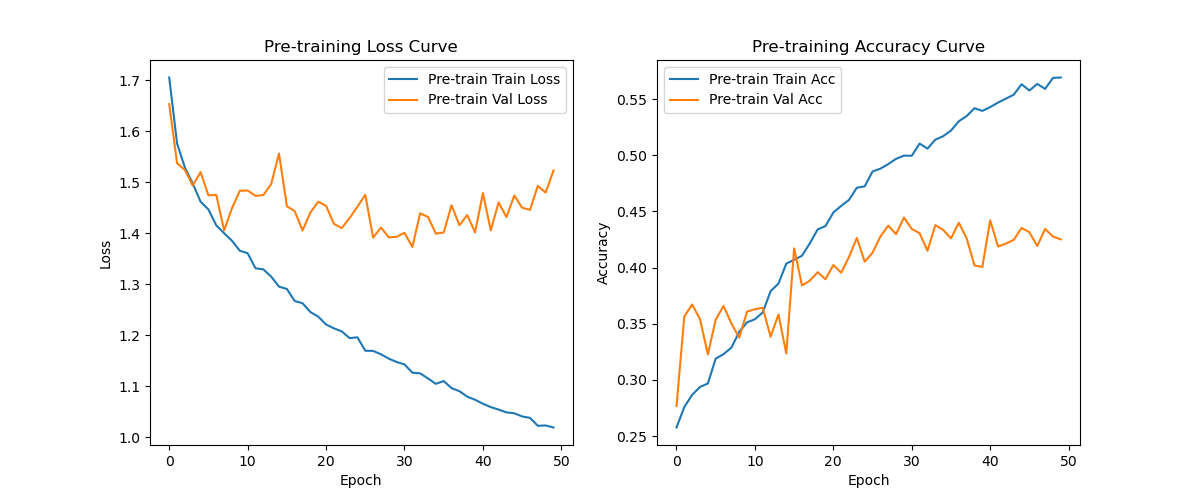 Pre-training Loss Curve
Pre-train Train Loss
Pre-train Val Loss
1.7
1.6
1.5
1.4
1.3
1.2
1.1
1.0
Loss
0 10 20 30 40 50
Epoch
Pre-training Accuracy Curve
Pre-train Train Acc
Pre-train Val Acc
0.55
0.50
0.45
0.40
0.35
0.30
0.25
Accuracy
0 10 20 30 40 50
Epoch